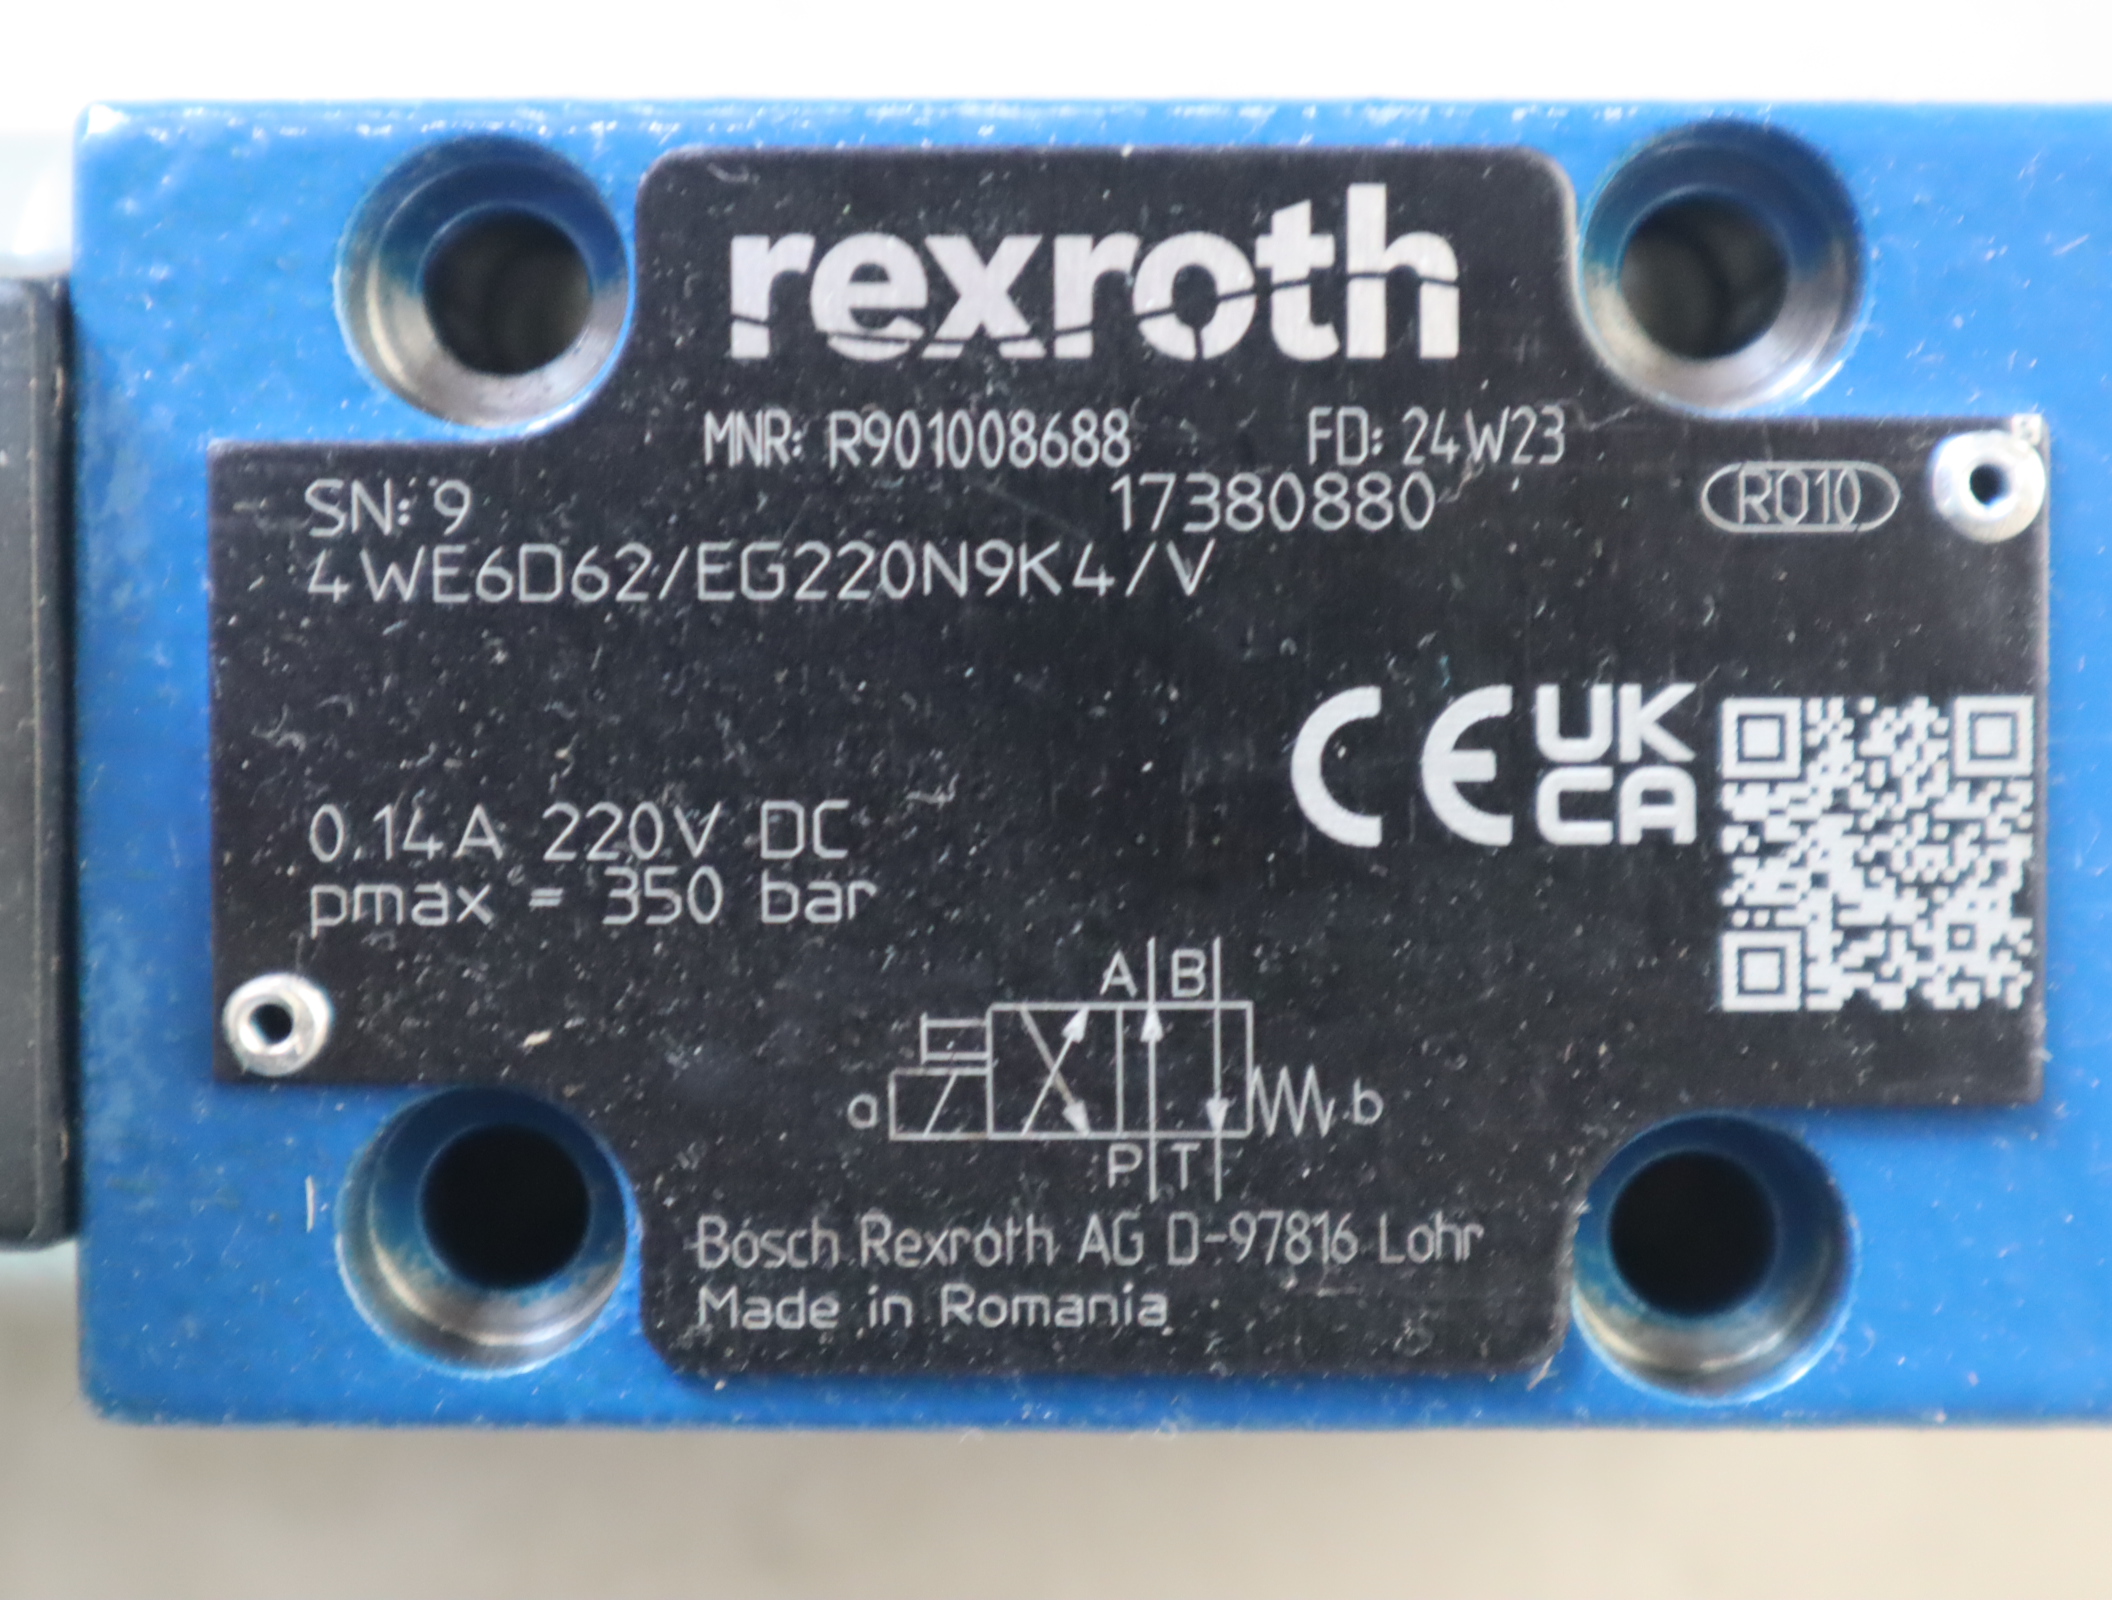 rexroth
MNR: R901008688 FD: 24W23
SN: 9 17380880 RO10
4WE6D62/EG220N9K4/V
CE UK
CA
0.14A 220V DC
pmax = 350 bar
A B
a b
P T
Bosch Rexroth AG D-97816 Lohr
Made in Romania